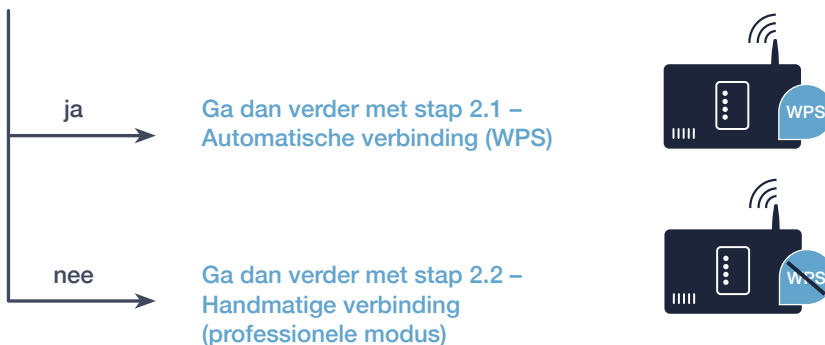 ja
Ga dan verder met stap 2.1 –
Automatische verbinding (WPS)
WPS
nee
Ga dan verder met stap 2.2 –
Handmatige verbinding
(professionele modus)
WPS